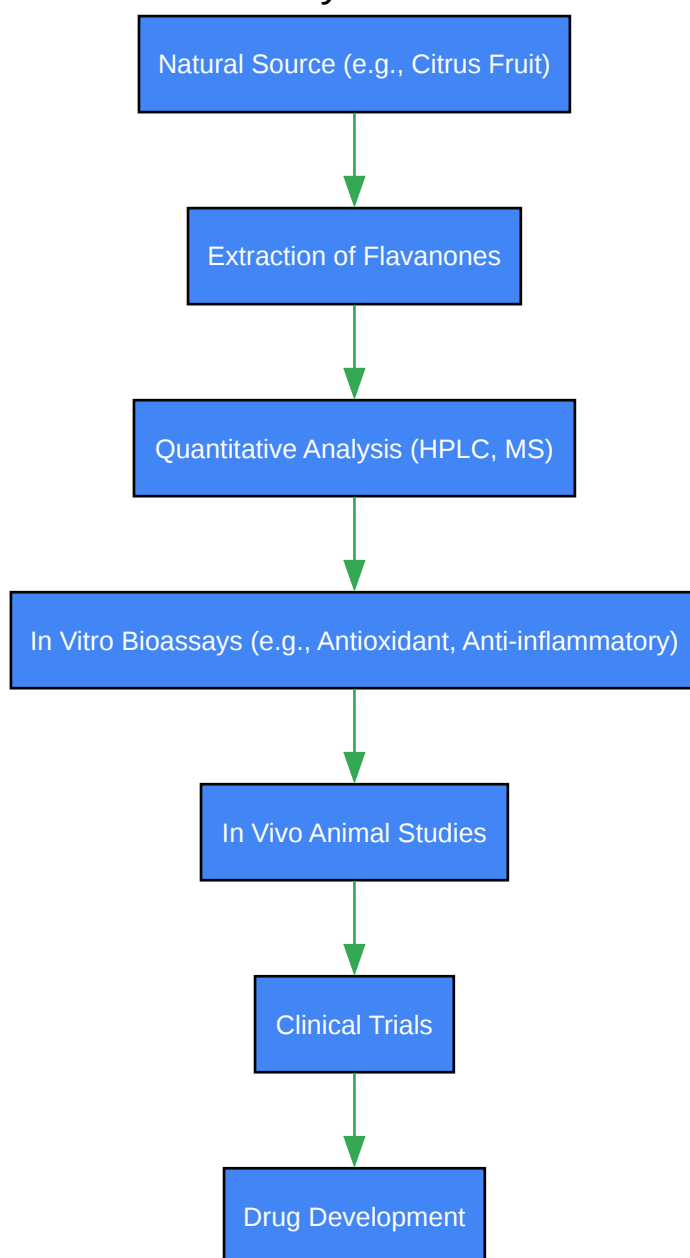 Natural Source (e.g., Citrus Fruit)
Extraction of Flavanones
Quantitative Analysis (HPLC, MS)
In Vitro Bioassays (e.g., Antioxidant, Anti-inflammatory)
In Vivo Animal Studies
Clinical Trials
Drug Development